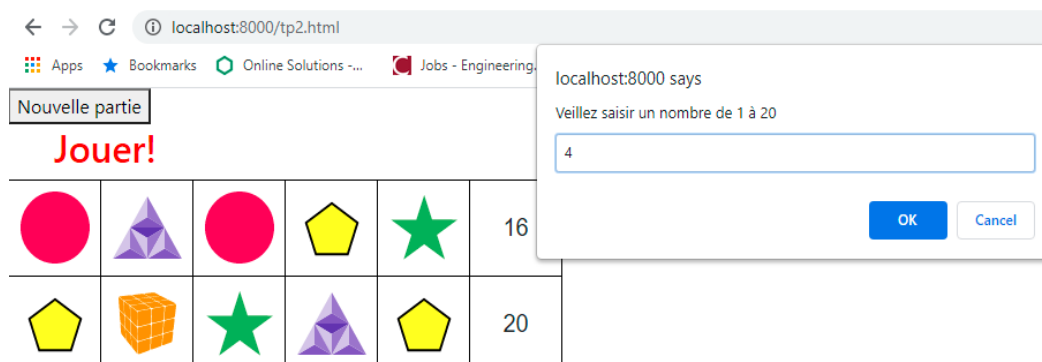 localhost:8000/tp2.html
Apps Bookmarks Online Solutions -... Jobs - Engineering.
localhost:8000 says
Veillez saisir un nombre de 1 à 20
4
OK Cancel
Nouvelle partie
Jouer!
16
20